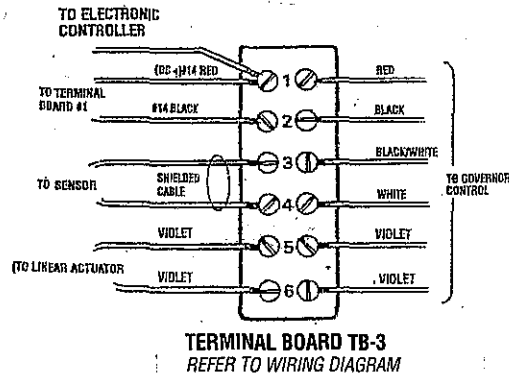 TO ELECTRONIC
CONTROLLER
(DC +) #14 RED
1
RED
TO TERMINAL
BOARD #1
#14 BLACK
2
BLACK
3
BLACK/WHITE
TO SENSOR
SHIELDED
CABLE
4
WHITE
TO GOVERNOR
CONTROL
VIOLET
5
VIOLET
(TO LINEAR ACTUATOR
VIOLET
6
VIOLET
TERMINAL BOARD TB-3
REFER TO WIRING DIAGRAM